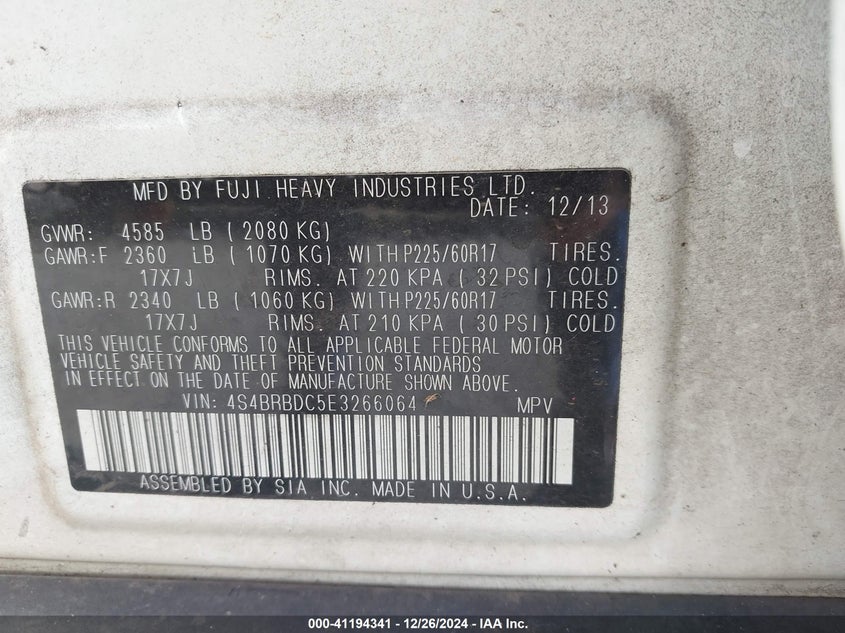 MFD BY FUJI HEAVY INDUSTRIES LTD.
DATE: 12/13
GVWR: 4585 LB ( 2080 KG)
GAWR:F 2360 LB ( 1070 KG) WITH P225/60R17 TIRES.
17X7J RIMS. AT 220 KPA ( 32 PSI) COLD
GAWR:R 2340 LB ( 1060 KG) WITH P225/60R17 TIRES.
17X7J RIMS. AT 210 KPA ( 30 PSI) COLD
THIS VEHICLE CONFORMS TO ALL APPLICABLE FEDERAL MOTOR
VEHICLE SAFETY AND THEFT PREVENTION STANDARDS
IN EFFECT ON THE DATE OF MANUFACTURE SHOWN ABOVE.
VIN: 4S4BRBDC5E3266064 MPV
ASSEMBLED BY SIA INC. MADE IN U.S.A.
000-41194341 - 12/26/2024 - IAA Inc.